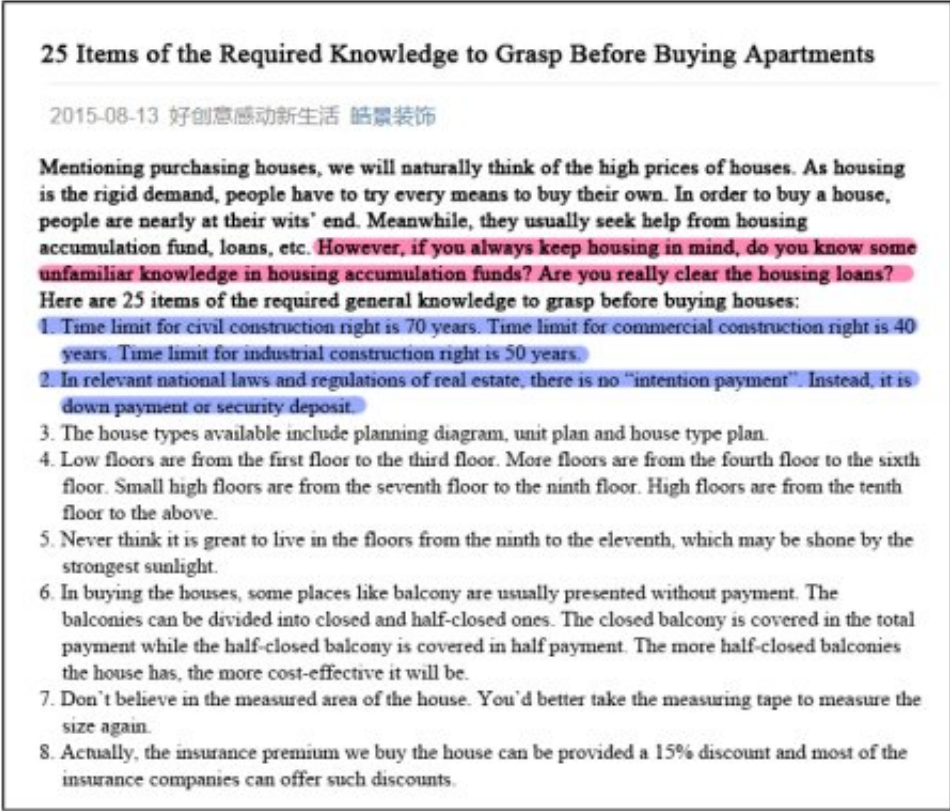 25 Items of the Required Knowledge to Grasp Before Buying Apartments
2015-08-13 好创意感动新生活 皓景装饰
Mentioning purchasing houses, we will naturally think of the high prices of houses. As housing
is the rigid demand, people have to try every means to buy their own. In order to buy a house,
people are nearly at their wits’ end. Meanwhile, they usually seek help from housing
accumulation fund, loans, etc. However, if you always keep housing in mind, do you know some
unfamiliar knowledge in housing accumulation funds? Are you really clear the housing loans?
Here are 25 items of the required general knowledge to grasp before buying houses:
1. Time limit for civil construction right is 70 years. Time limit for commercial construction right is 40
years. Time limit for industrial construction right is 50 years.
2. In relevant national laws and regulations of real estate, there is no “intention payment”. Instead, it is
down payment or security deposit.
3. The house types available include planning diagram, unit plan and house type plan.
4. Low floors are from the first floor to the third floor. More floors are from the fourth floor to the sixth
floor. Small high floors are from the seventh floor to the ninth floor. High floors are from the tenth
floor to the above.
5. Never think it is great to live in the floors from the ninth to the eleventh, which may be shone by the
strongest sunlight.
6. In buying the houses, some places like balcony are usually presented without payment. The
balconies can be divided into closed and half-closed ones. The closed balcony is covered in the total
payment while the half-closed balcony is covered in half payment. The more half-closed balconies
the house has, the more cost-effective it will be.
7. Don’t believe in the measured area of the house. You’d better take the measuring tape to measure the
size again.
8. Actually, the insurance premium we buy the house can be provided a 15% discount and most of the
insurance companies can offer such discounts.